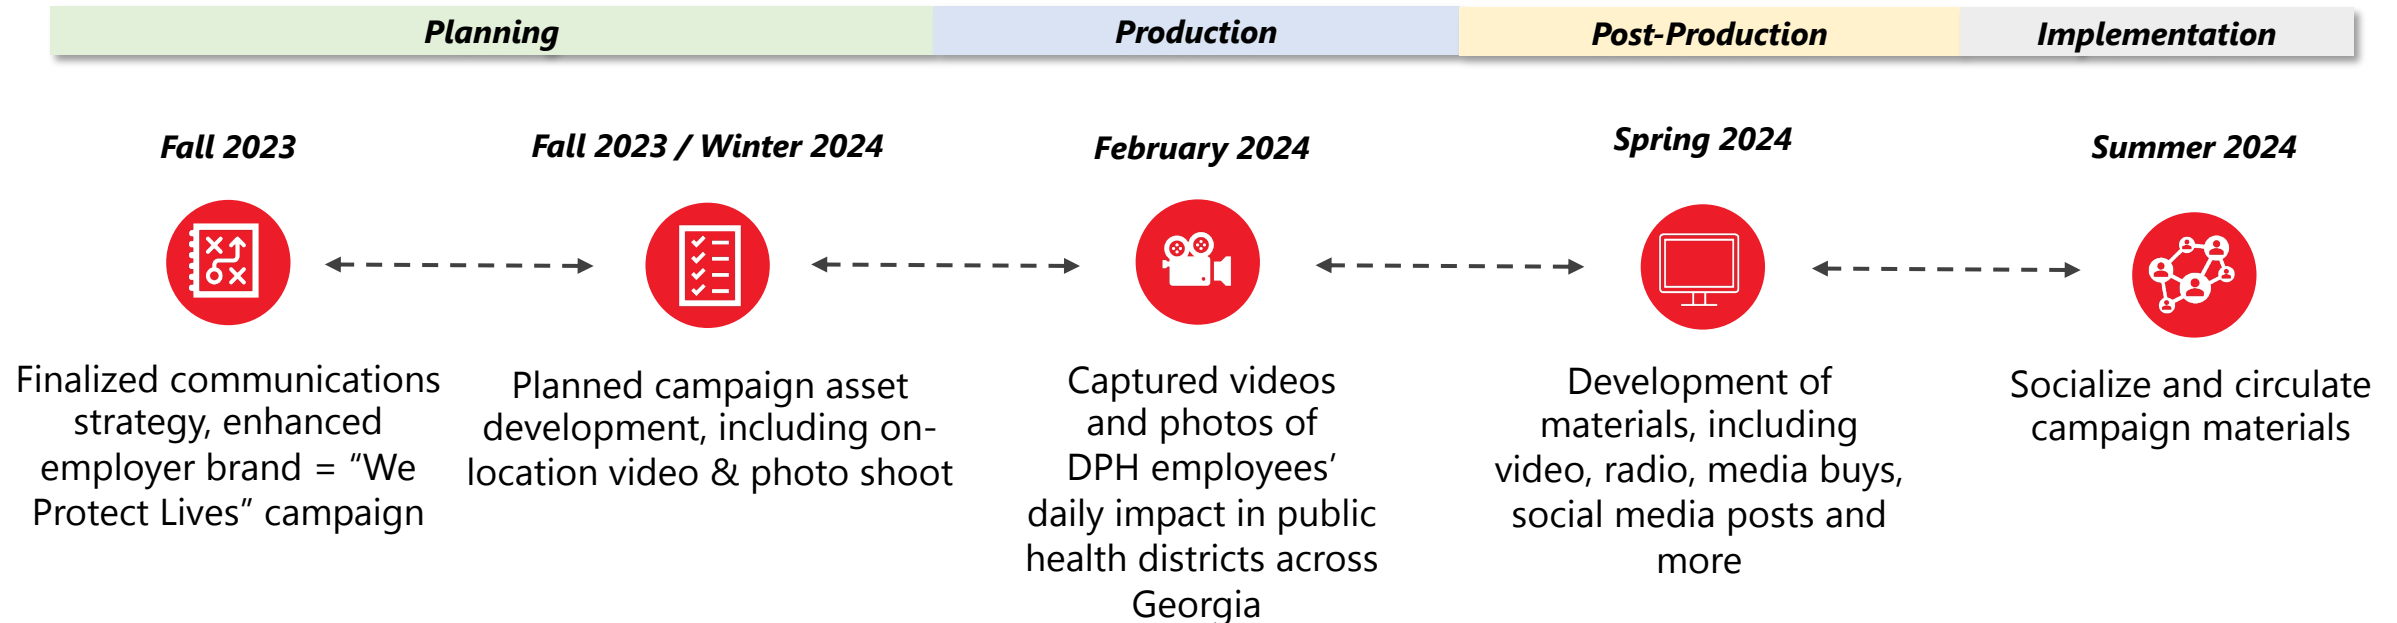 Planning
Production
Post-Production
Implementation
Fall 2023
Finalized communications
strategy, enhanced
employer brand = “We
Protect Lives” campaign
Fall 2023 / Winter 2024
Planned campaign asset
development, including on-
location video & photo shoot
February 2024
Captured videos
and photos of
DPH employees’
daily impact in public
health districts across
Georgia
Spring 2024
Development of
materials, including
video, radio, media buys,
social media posts and
more
Summer 2024
Socialize and circulate
campaign materials